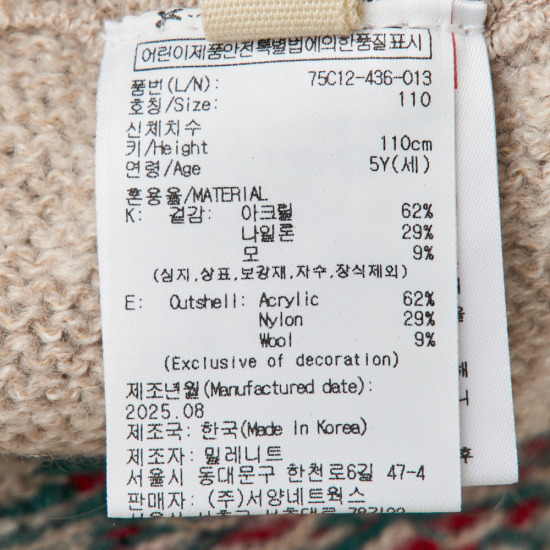 어린이제품안전특별법에의한품질표시
품번(L/N): 75C12-436-013
호칭/Size: 110
신체치수
키/Height 110cm
연령/Age 5Y(세)
혼용율/MATERIAL
K: 겉감: 아크릴 62%
나일론 29%
모 9%
(심지,상표,보강재,자수,장식제외)
E: Outshell: Acrylic 62%
Nylon 29%
Wool 9%
(Exclusive of decoration)
제조년월(Manufactured date):
2025.08
제조국: 한국(Made in Korea)
제조자: 밀레니트
서울시 동대문구 한천로6길 47-4
판매자: (주)서양네트웍스